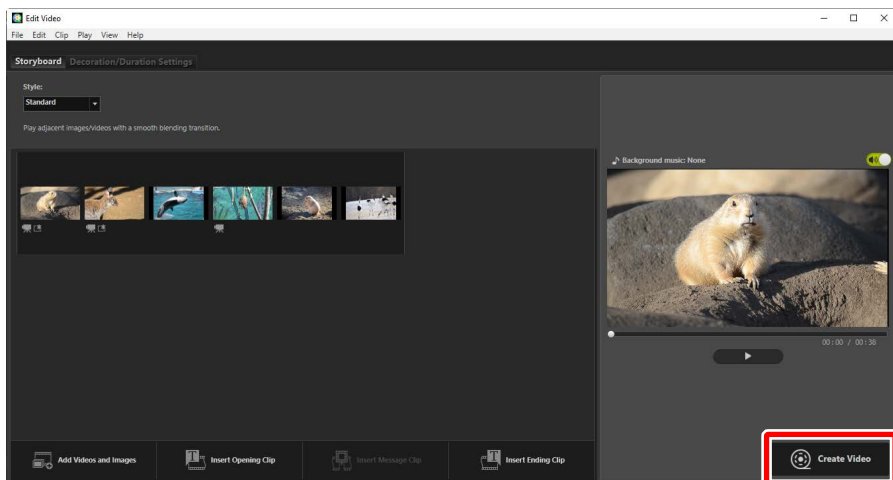 Edit Video
File Edit Clip Play View Help
Storyboard Decoration/Duration Settings
Style:
Standard
Play adjacent images/videos with a smooth blending transition.
Background music: None
00:00 / 00:38
Add Videos and Images
Insert Opening Clip
Insert Message Clip
Insert Ending Clip
Create Video